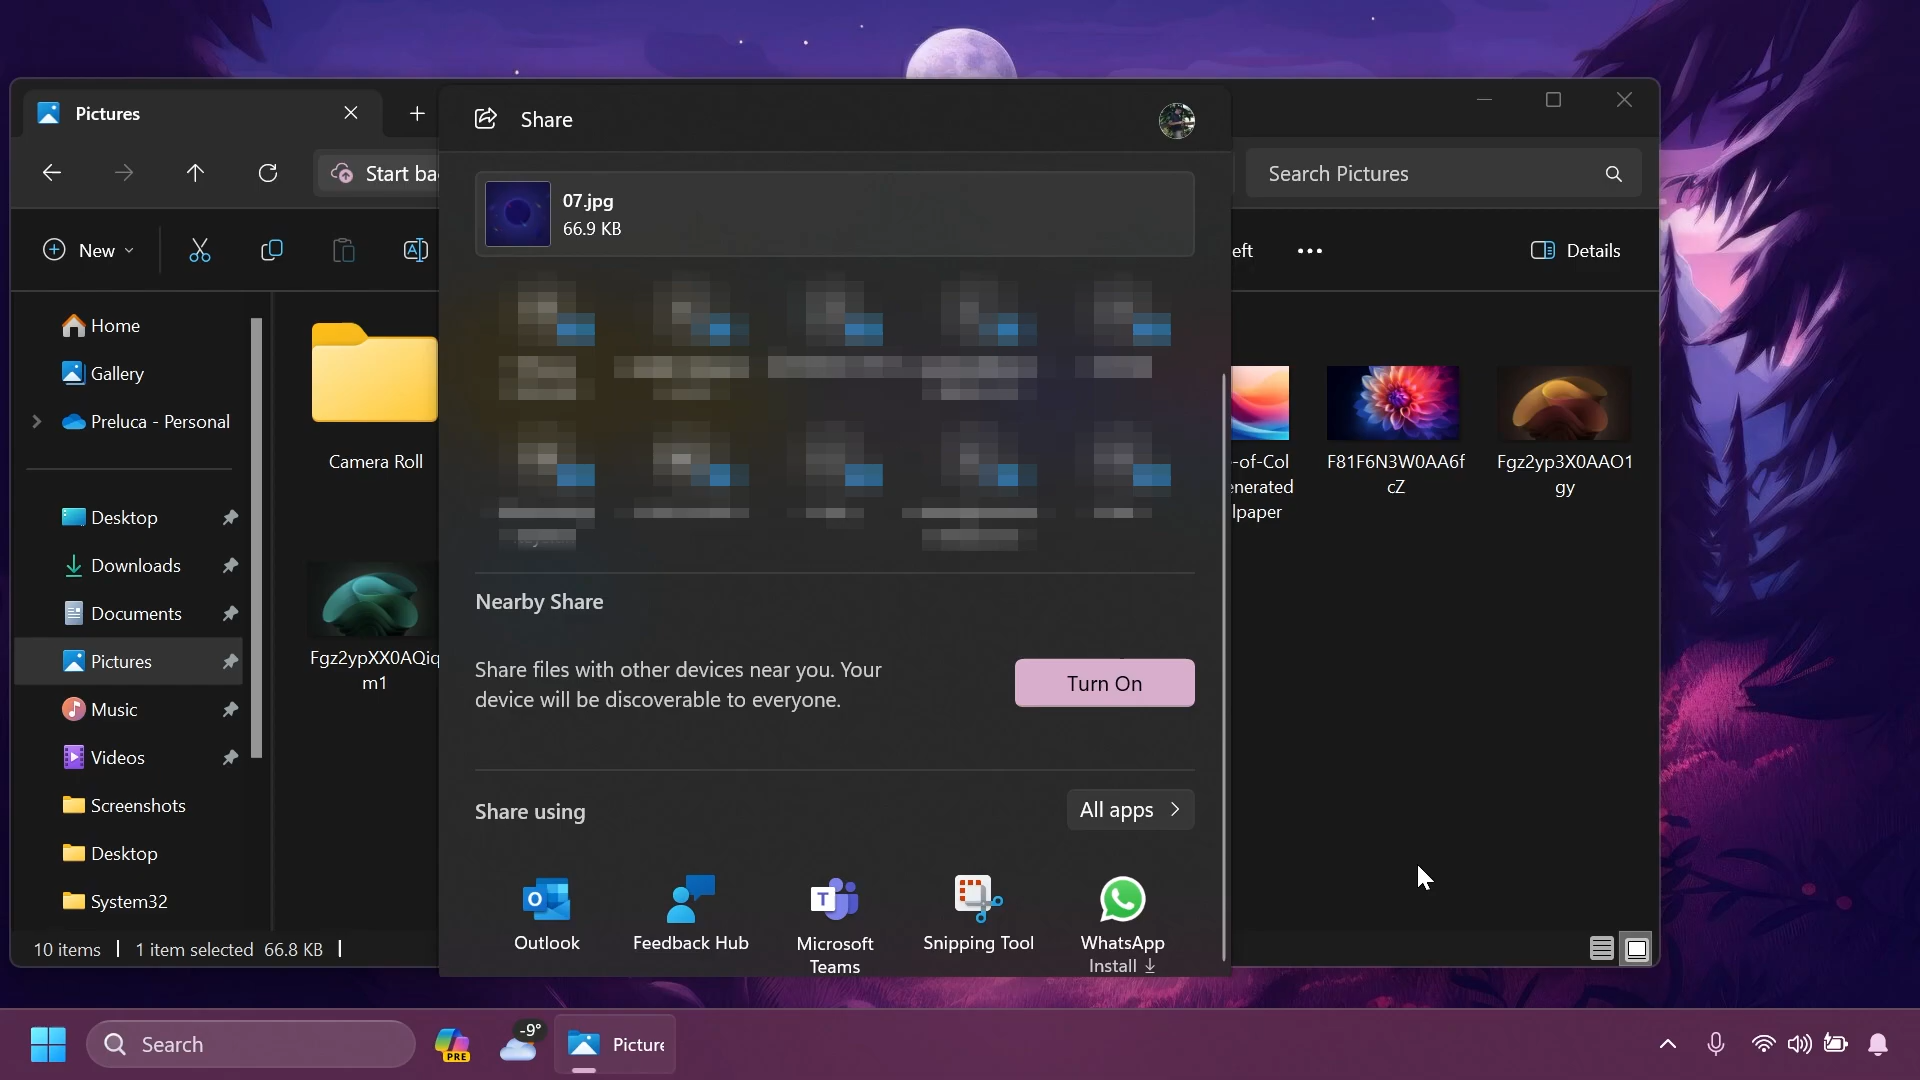 Pictures
Share
Start ba
Search Pictures
07.jpg
66.9 KB
New
eft
Details
Home
Gallery
Preluca - Personal
Desktop
Downloads
Documents
Pictures
Music
Videos
Screenshots
Desktop
System32
Camera Roll
-of-Col
enerated
lpaper
F81F6N3W0AA6f
cZ
Fgz2yp3X0AAO1
gy
Fgz2ypXX0AQiq
m1
Nearby Share
Share files with other devices near you. Your
device will be discoverable to everyone.
Turn On
Share using
All apps
Outlook
Feedback Hub
Microsoft
Teams
Snipping Tool
WhatsApp
Install
10 items
1 item selected 66.8 KB
Search
PRE
-9°
Picture